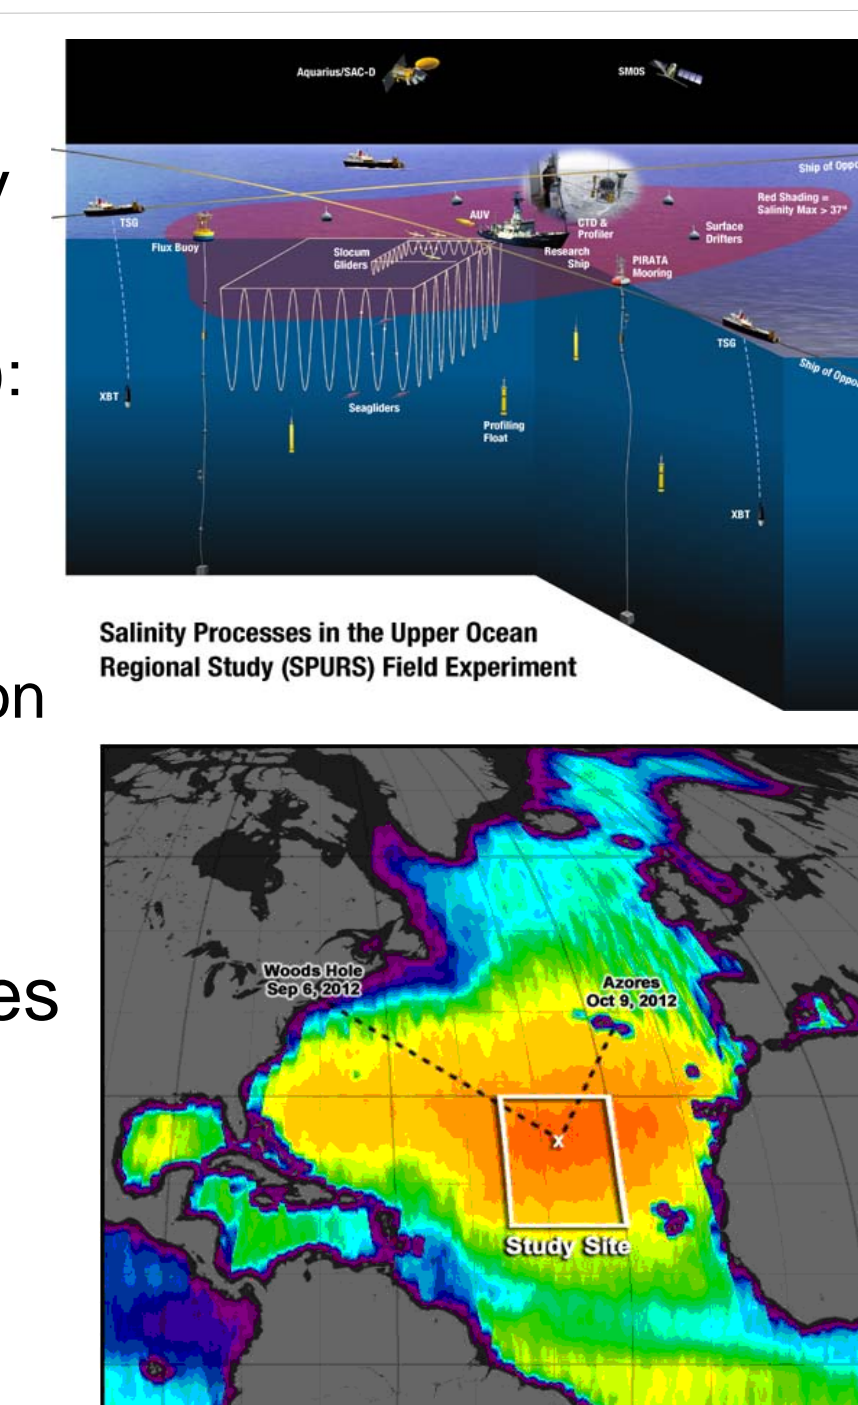 y
Aquarius/SAC-D
SMOS
Ship of Oppo
Red Shading =
Salinity Max > 37°
TSG
AUV
CTD &
Profiler
Surface
Drifters
Flux Buoy
Slocum
Gliders
Research
Ship
PIRATA
Mooring
):
TSG
Ship of Oppo
XBT
Seagliders
Profiling
Float
XBT
Salinity Processes in the Upper Ocean
Regional Study (SPURS) Field Experiment
on
Woods Hole
Sep 6, 2012
Azores
Oct 9, 2012
es
x
Study Site